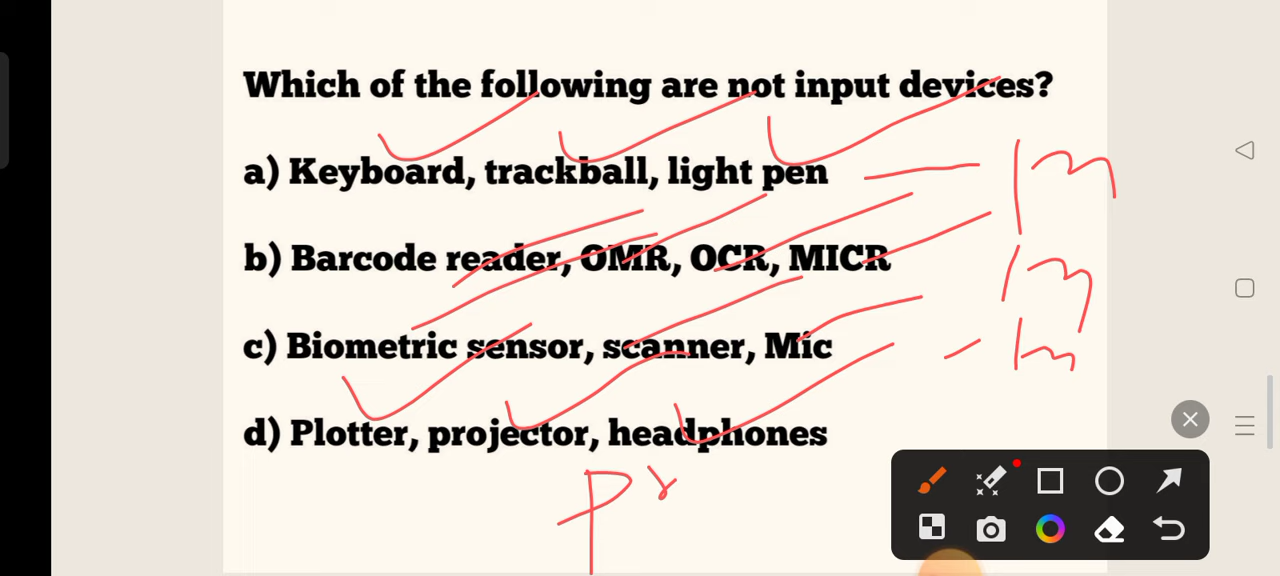 Which of the following are not input devices?
a) Keyboard, trackball, light pen
b) Barcode reader, OMR, OCR, MICR
c) Biometric sensor, scanner, Mic
d) Plotter, projector, headphones